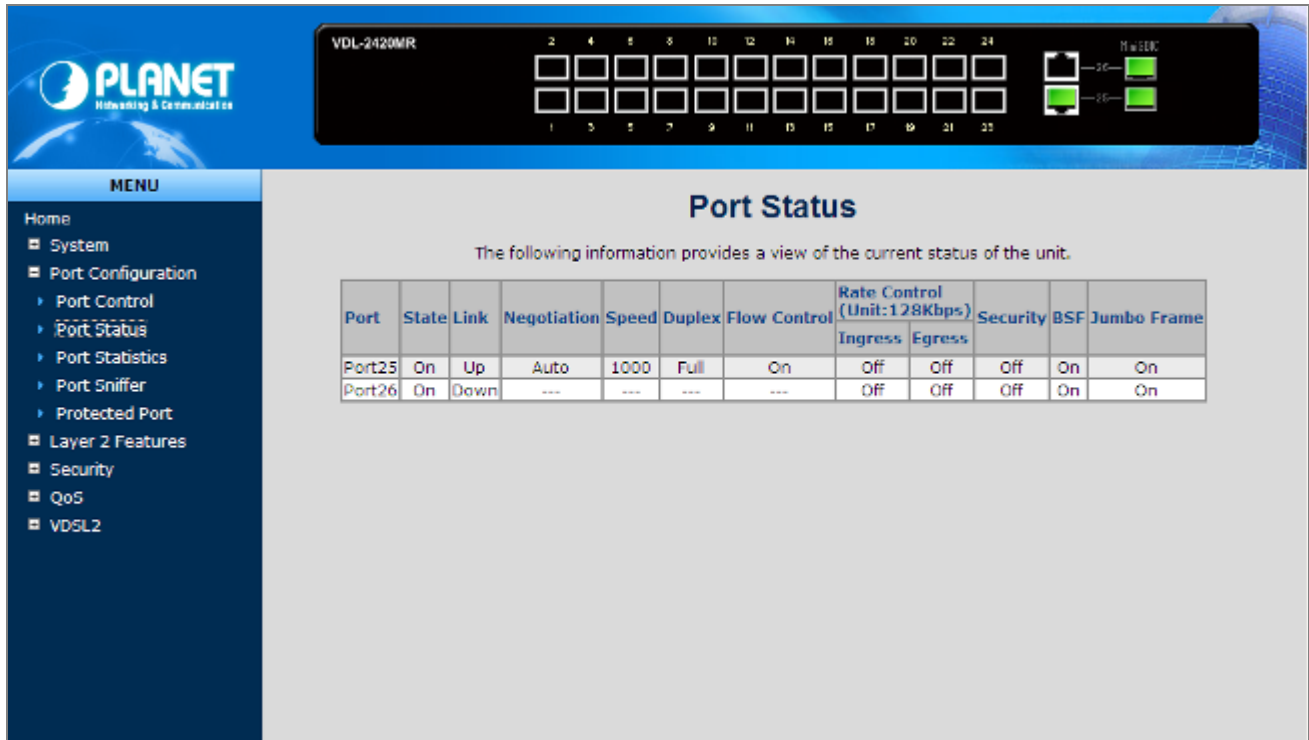 VDL-2420MR
2 4 6 8 10 12 14 16 18 20 22 24
MiniGBIC
26
25
1 3 5 7 9 11 13 15 17 19 21 23
PLANET
Networking & Communication
MENU
Home
System
Port Configuration
Port Control
Port Status
Port Statistics
Port Sniffer
Protected Port
Layer 2 Features
Security
QoS
VDSL2
Port Status
The following information provides a view of the current status of the unit.
Port State Link Negotiation Speed Duplex Flow Control Rate Control (Unit:128Kbps) Security BSF Jumbo Frame
Ingress Egress
Port25 On Up Auto 1000 Full On Off Off Off On On
Port26 On Down --- --- --- --- Off Off Off On On